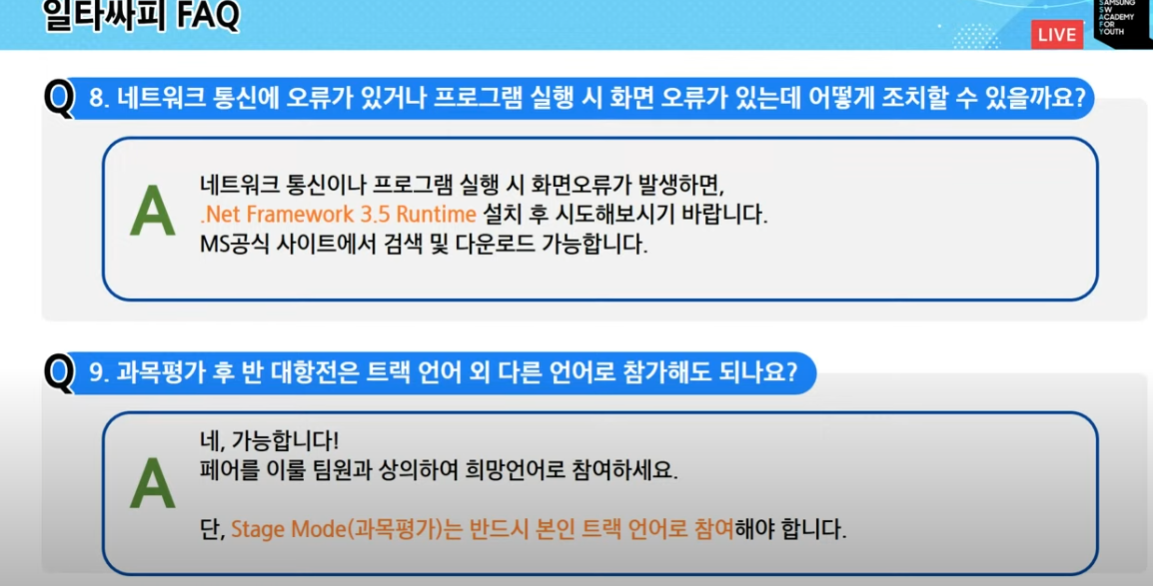 일타싸피 FAQ
LIVE
SAMSUNG
SW
ACADEMY
FOR
YOUTH
Q 8. 네트워크 통신에 오류가 있거나 프로그램 실행 시 화면 오류가 있는데 어떻게 조치할 수 있을까요?
A
네트워크 통신이나 프로그램 실행 시 화면오류가 발생하면,
.Net Framework 3.5 Runtime 설치 후 시도해보시기 바랍니다.
MS공식 사이트에서 검색 및 다운로드 가능합니다.
Q 9. 과목평가 후 반 대항전은 트랙 언어 외 다른 언어로 참가해도 되나요?
A
네, 가능합니다!
페어를 이룰 팀원과 상의하여 희망언어로 참여하세요.
단, Stage Mode(과목평가)는 반드시 본인 트랙 언어로 참여해야 합니다.